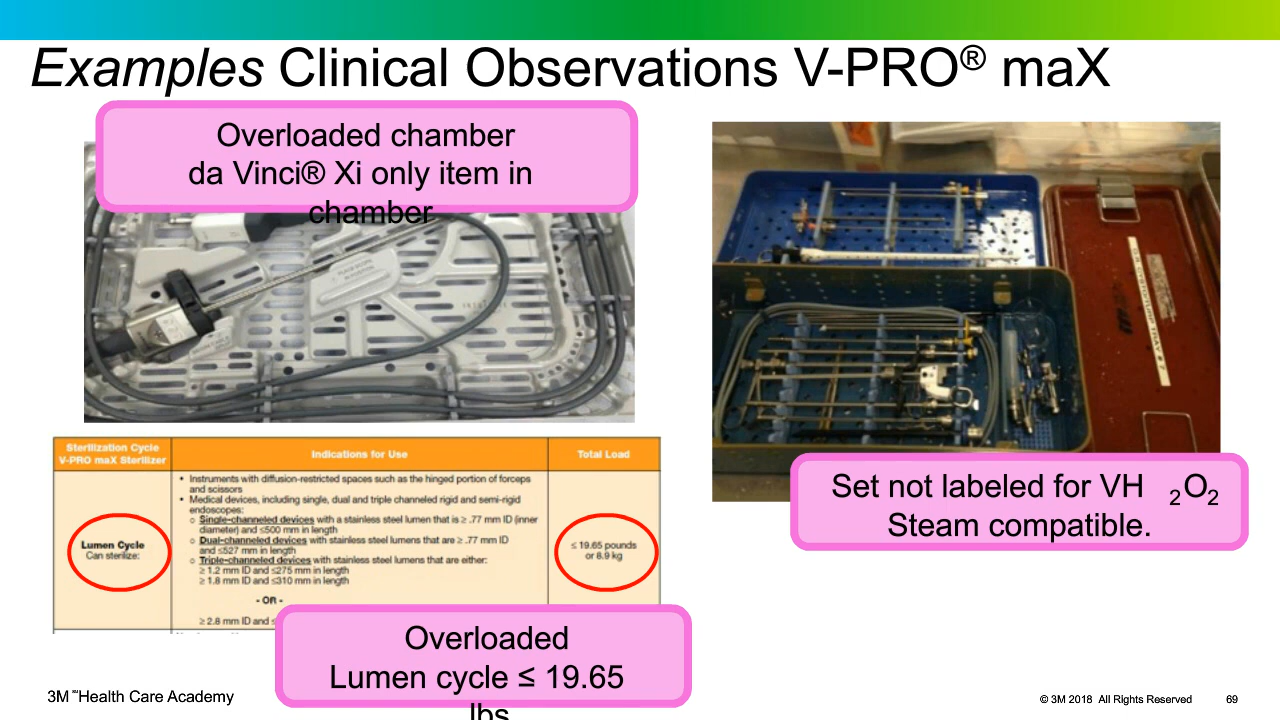 Examples Clinical Observations V-PRO® maX
Overloaded chamber
da Vinci® Xi only item in
chamber
Set not labeled for VH 2O2
Steam compatible.
Sterilization Cycle
V-PRO maX Sterilizer
Indications for Use
Total Load
Lumen Cycle
Can sterilize:
• Instruments with diffusion-restricted spaces such as the hinged portion of forceps
and scissors
• Medical devices, including single, dual and triple channeled rigid and semi-rigid
endoscopes:
○ Single-channeled devices with a stainless steel lumen that is ≥ .77 mm ID (inner
diameter) and ≤500 mm in length
○ Dual-channeled devices with stainless steel lumens that are ≥ .77 mm ID
and ≤527 mm in length
○ Triple-channeled devices with stainless steel lumens that are either:
≥ 1.2 mm ID and ≤275 mm in length
≥ 1.8 mm ID and ≤310 mm in length
- OR -
≥ 2.8 mm ID and ≤
≤ 19.65 pounds
or 8.9 kg
Overloaded
Lumen cycle ≤ 19.65
lbs
3M℠ Health Care Academy
© 3M 2018 All Rights Reserved
69